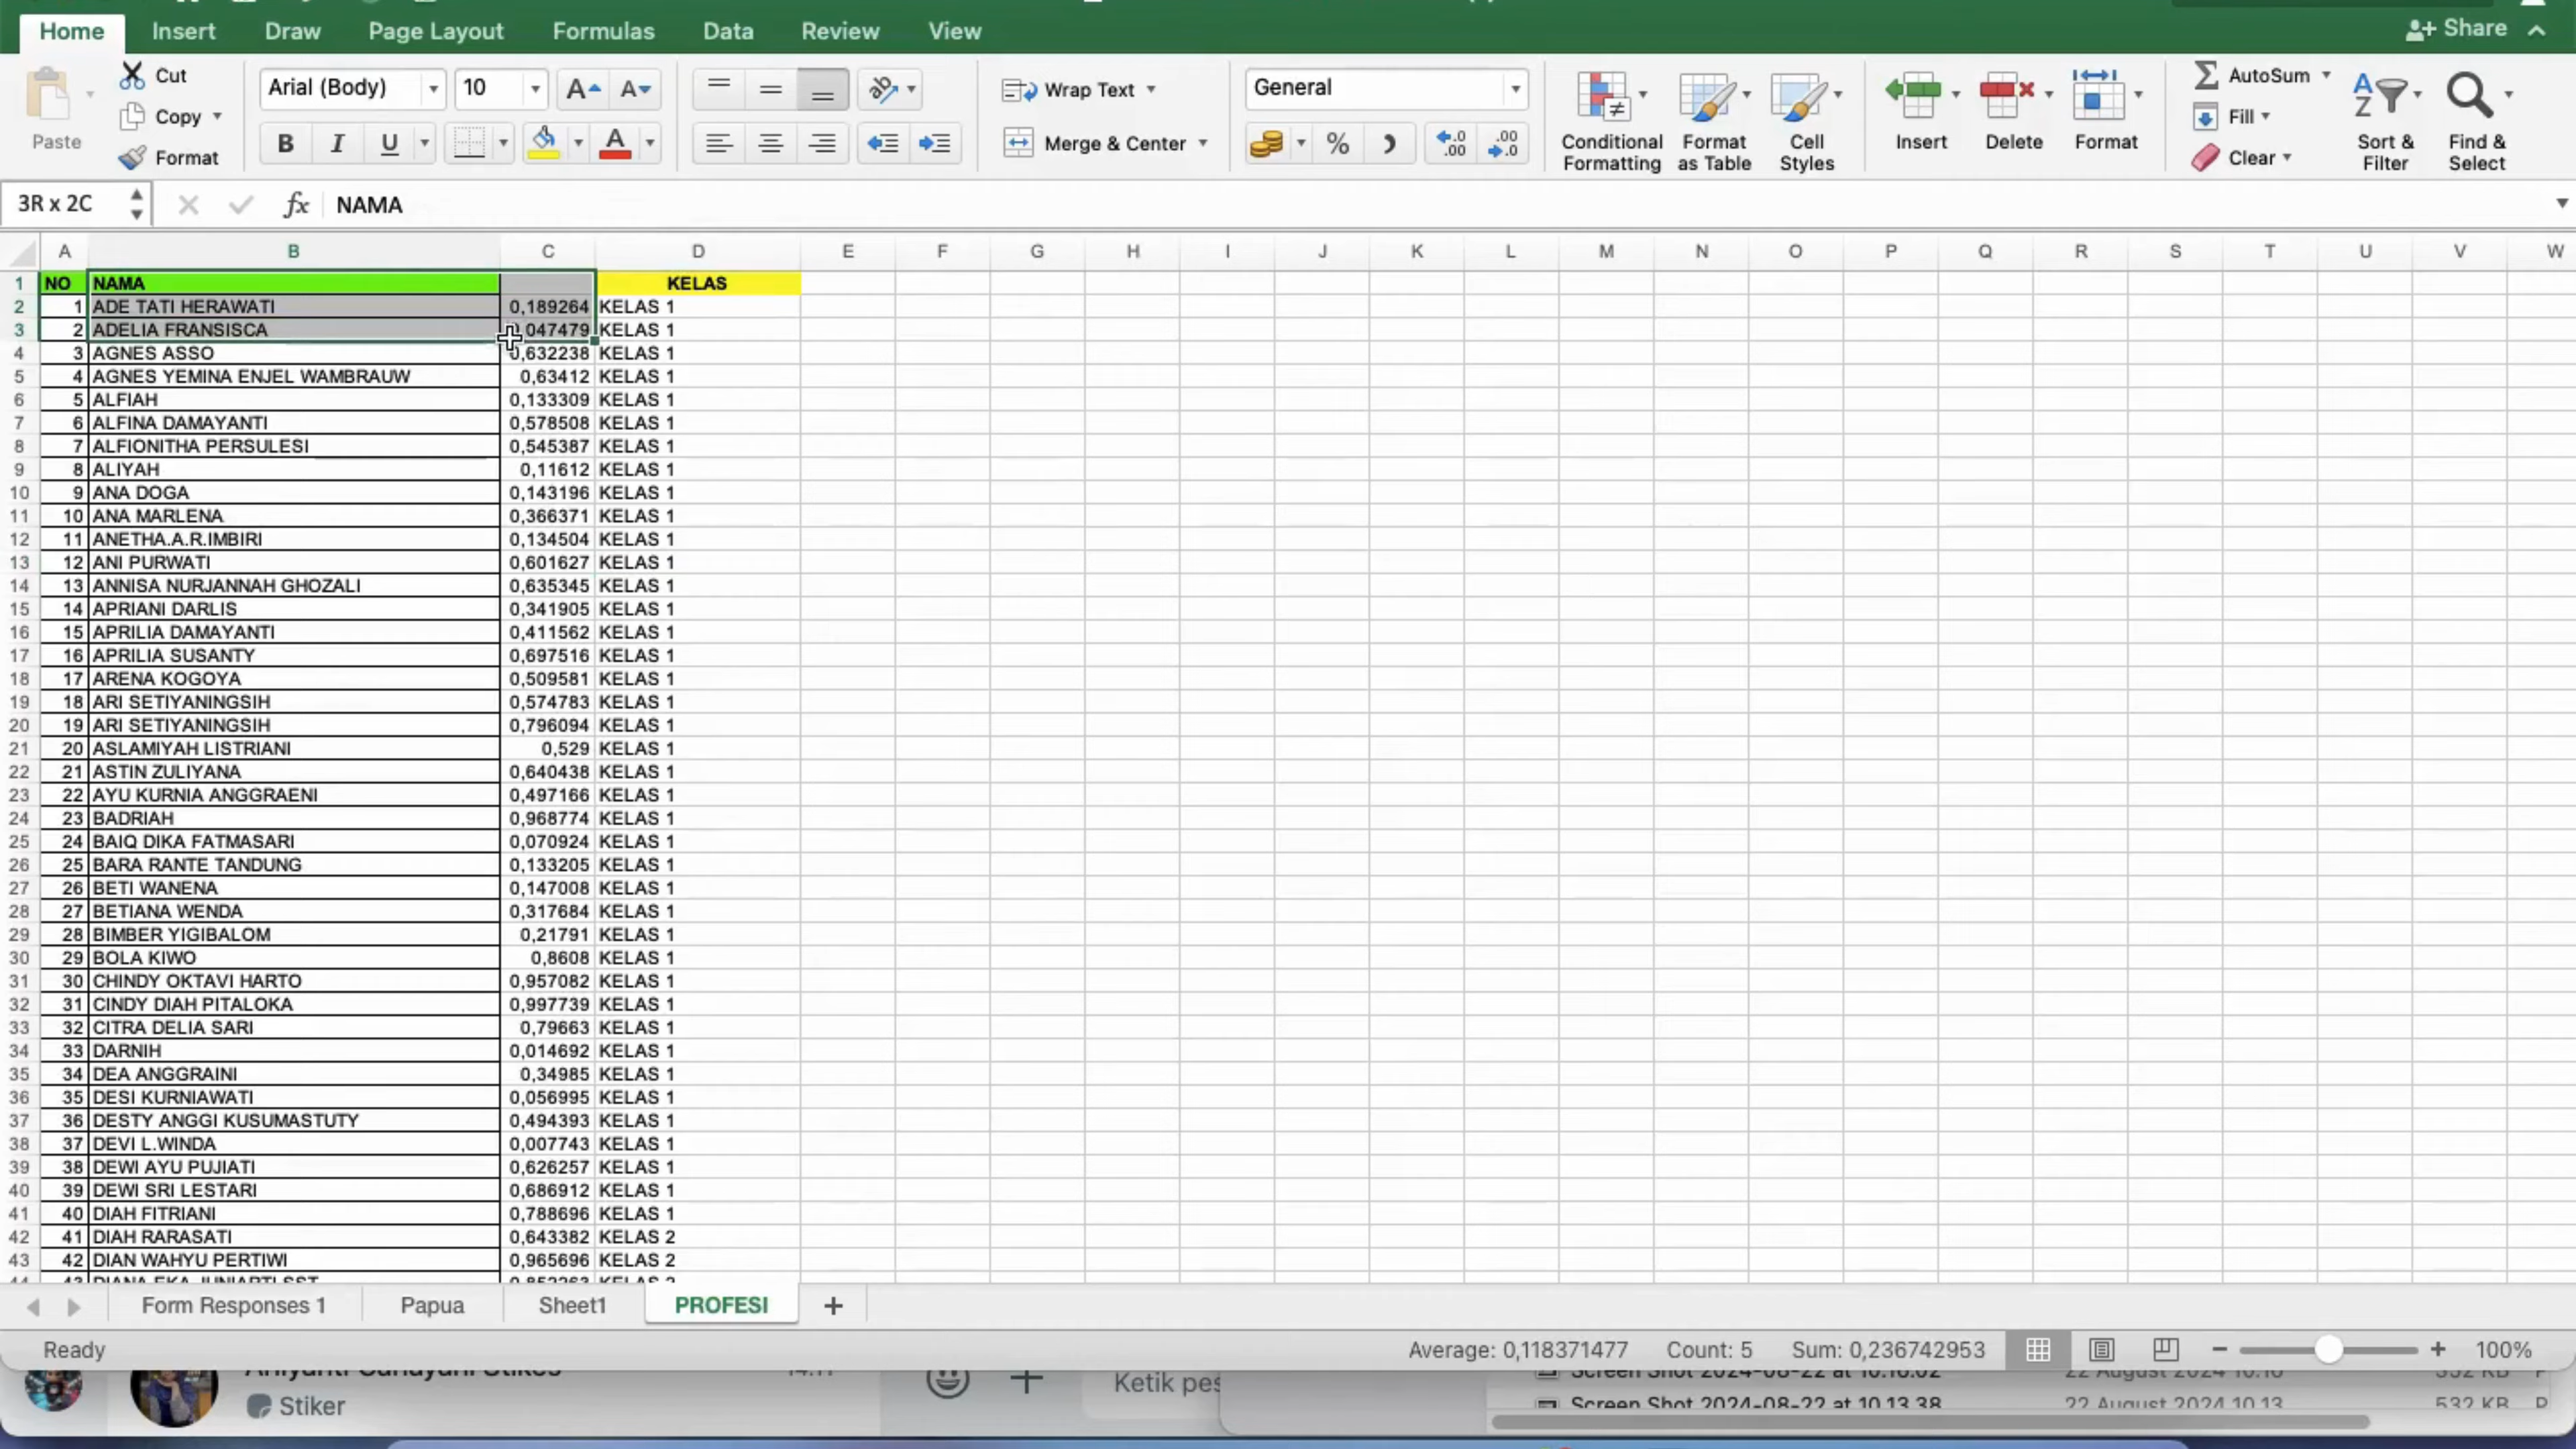 Home Insert Draw Page Layout Formulas Data Review View Share
Cut
Copy
Format
Paste
Arial (Body) 10
B I U
Wrap Text
Merge & Center
General
Conditional Formatting
Format as Table
Cell Styles
Insert
Delete
Format
AutoSum
Fill
Clear
Sort & Filter
Find & Select
3R x 2C fx NAMA
A B C D E F G H I J K L M N O P Q R S T U V W
1 NO NAMA KELAS
2 1 ADE TATI HERAWATI 0,189264 KELAS 1
3 2 ADELIA FRANSISCA 0,047479 KELAS 1
4 3 AGNES ASSO 0,632238 KELAS 1
5 4 AGNES YEMINA ENJEL WAMBRAUW 0,63412 KELAS 1
6 5 ALFIAH 0,133309 KELAS 1
7 6 ALFINA DAMAYANTI 0,578508 KELAS 1
8 7 ALFIONITHA PERSULESI 0,545387 KELAS 1
9 8 ALIYAH 0,11612 KELAS 1
10 9 ANA DOGA 0,143196 KELAS 1
11 10 ANA MARLENA 0,366371 KELAS 1
12 11 ANETHA.A.R.IMBIRI 0,134504 KELAS 1
13 12 ANI PURWATI 0,601627 KELAS 1
14 13 ANNISA NURJANNAH GHOZALI 0,635345 KELAS 1
15 14 APRIANI DARLIS 0,341905 KELAS 1
16 15 APRILIA DAMAYANTI 0,411562 KELAS 1
17 16 APRILIA SUSANTY 0,697516 KELAS 1
18 17 ARENA KOGOYA 0,509581 KELAS 1
19 18 ARI SETIYANINGSIH 0,574783 KELAS 1
20 19 ARI SETIYANINGSIH 0,796094 KELAS 1
21 20 ASLAMIYAH LISTRIANI 0,529 KELAS 1
22 21 ASTIN ZULIYANA 0,640438 KELAS 1
23 22 AYU KURNIA ANGGRAENI 0,497166 KELAS 1
24 23 BADRIAH 0,968774 KELAS 1
25 24 BAIQ DIKA FATMASARI 0,070924 KELAS 1
26 25 BARA RANTE TANDUNG 0,133205 KELAS 1
27 26 BETI WANENA 0,147008 KELAS 1
28 27 BETIANA WENDA 0,317684 KELAS 1
29 28 BIMBER YIGIBALOM 0,21791 KELAS 1
30 29 BOLA KIWO 0,8608 KELAS 1
31 30 CHINDY OKTAVI HARTO 0,957082 KELAS 1
32 31 CINDY DIAH PITALOKA 0,997739 KELAS 1
33 32 CITRA DELIA SARI 0,79663 KELAS 1
34 33 DARNIH 0,014692 KELAS 1
35 34 DEA ANGGRAINI 0,34985 KELAS 1
36 35 DESI KURNIAWATI 0,056995 KELAS 1
37 36 DESTY ANGGI KUSUMASTUTY 0,494393 KELAS 1
38 37 DEVI L.WINDA 0,007743 KELAS 1
39 38 DEWI AYU PUJIATI 0,626257 KELAS 1
40 39 DEWI SRI LESTARI 0,686912 KELAS 1
41 40 DIAH FITRIANI 0,788696 KELAS 1
42 41 DIAH RARASATI 0,643382 KELAS 2
43 42 DIAN WAHYU PERTIWI 0,965696 KELAS 2
Form Responses 1 Papua Sheet1 PROFESI +
Ready Average: 0,118371477 Count: 5 Sum: 0,236742953 100%
Stiker
Ketik pes
Screen Shot 2024-08-22 at 10.13.38 22 August 2024 10.13 532 KB